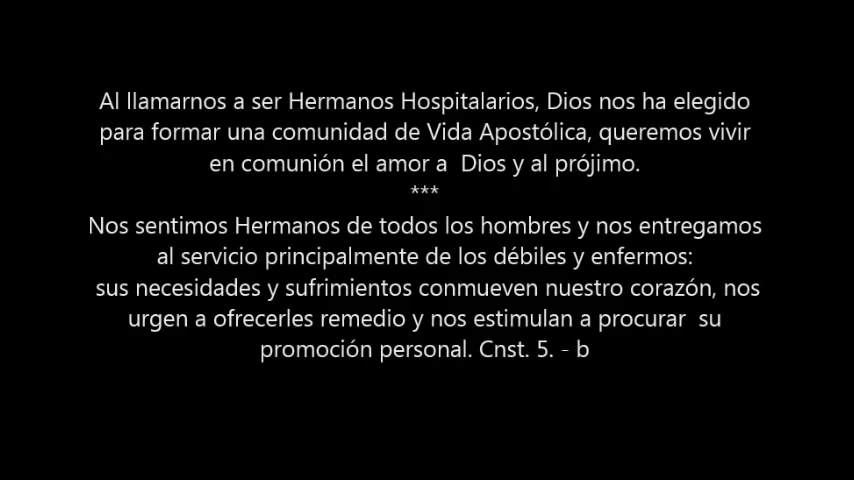 Al llamarnos a ser Hermanos Hospitalarios, Dios nos ha elegido
para formar una comunidad de Vida Apostólica, queremos vivir
en comunión el amor a  Dios y al prójimo.
***
Nos sentimos Hermanos de todos los hombres y nos entregamos
al servicio principalmente de los débiles y enfermos:
sus necesidades y sufrimientos conmueven nuestro corazón, nos
urgen a ofrecerles remedio y nos estimulan a procurar  su
promoción personal. Cnst. 5. - b